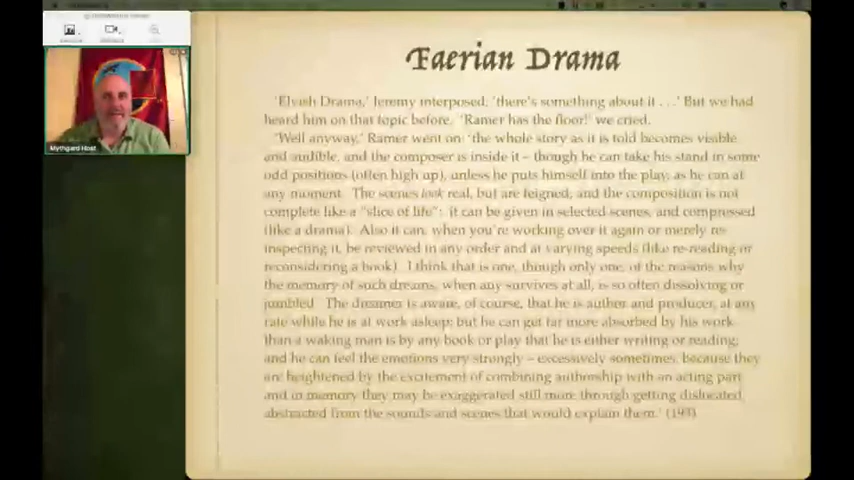 Faerian Drama
'Elvish Drama,' Jeremy interposed, 'there's something about it . . .' But we had
heard him on that topic before. 'Ramer has the floor!' we cried.
'Well anyway,' Ramer went on, 'the whole story as it is told becomes visible
and audible, and the composer is inside it – though he can take his stand in some
odd positions (often high up), unless he puts himself into the play, as he can at
any moment. The scenes look real, but are feigned; and the composition is not
complete like a "slice of life": it can be given in selected scenes, and compressed
(like a drama). Also it can, when you're working over it again or merely re-
inspecting it, be reviewed in any order and at varying speeds (like re-reading or
reconsidering a book). I think that is one, though only one, of the reasons why
the memory of such dreams, when any survives at all, is so often dissolving or
jumbled. The dreamer is aware, of course, that he is author and producer, at any
rate while he is at work asleep; but he can get far more absorbed by his work
than a waking man is by any book or play that he is either writing or reading;
and he can feel the emotions very strongly – excessively sometimes, because they
are heightened by the excitement of combining authorship with an acting part;
and in memory they may be exaggerated still more through getting dislocated,
abstracted from the sounds and scenes that would explain them.' (193)
Mythgard Host